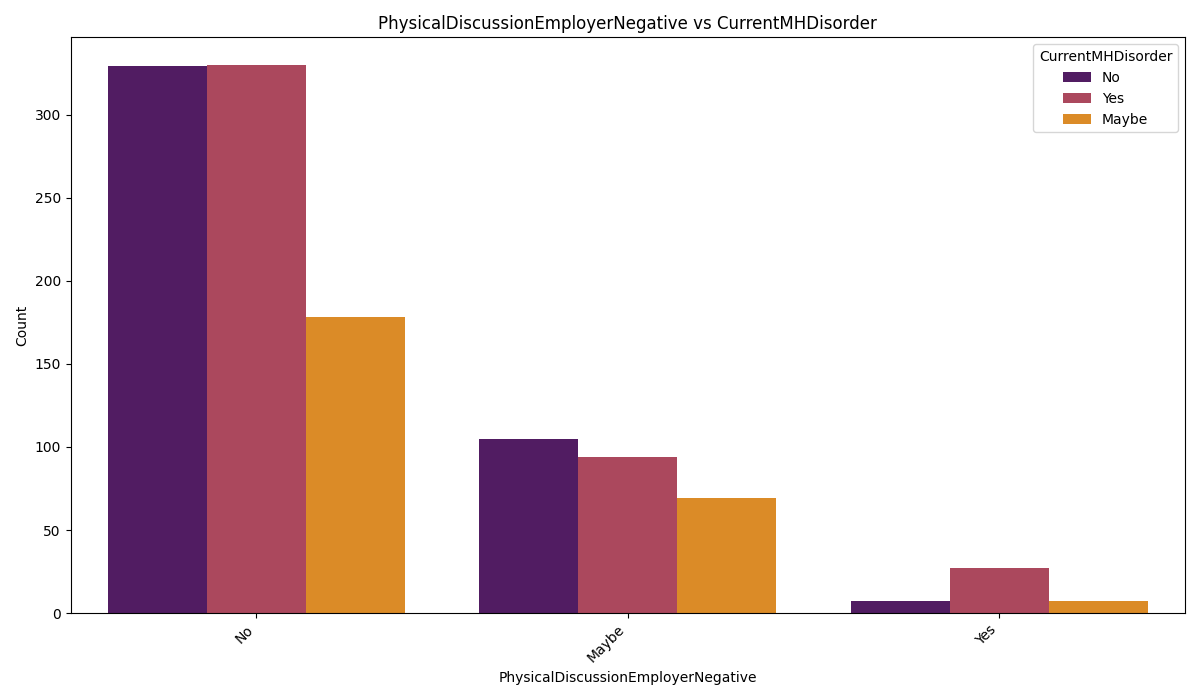 PhysicalDiscussionEmployerNegative vs CurrentMHDisorder
CurrentMHDisorder
No
Yes
Maybe
Count
300
250
200
150
100
50
0
No
Maybe
Yes
PhysicalDiscussionEmployerNegative